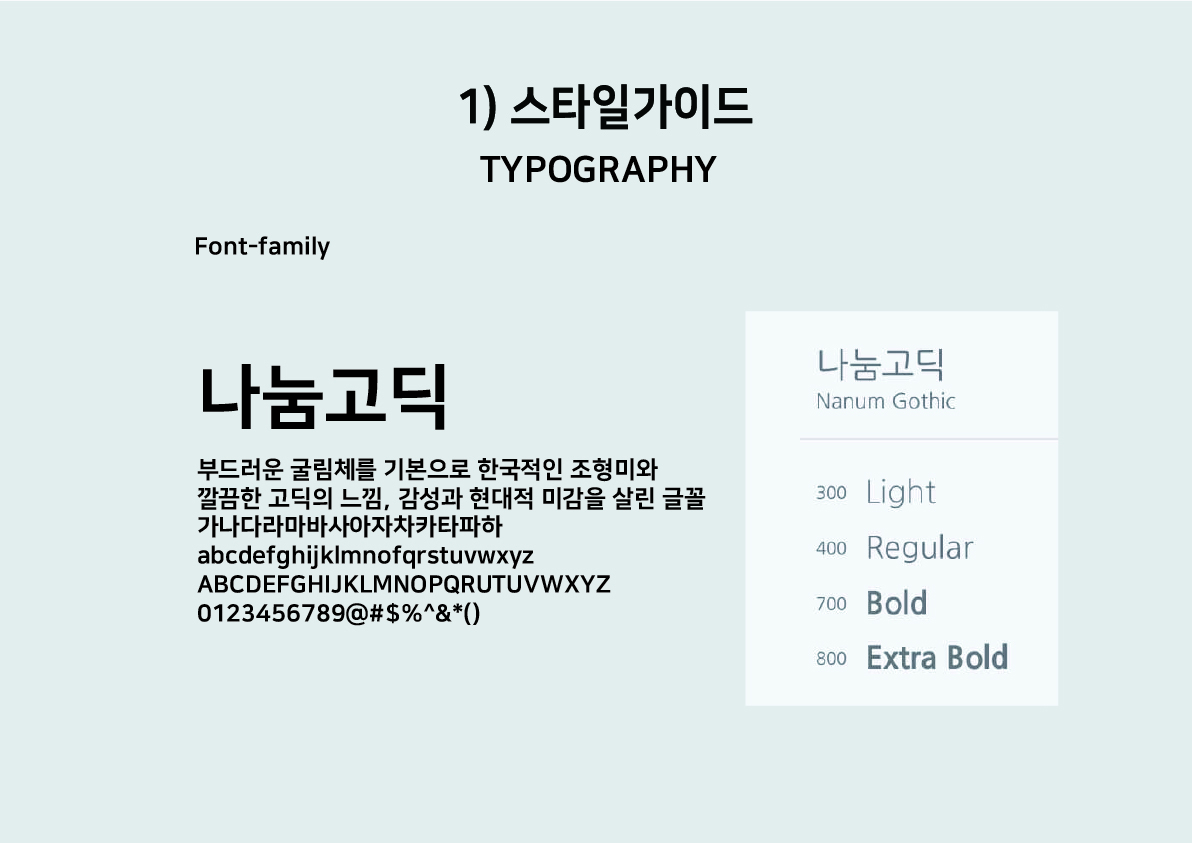 1) 스타일가이드
TYPOGRAPHY
Font-family
나눔고딕
부드러운 굴림체를 기본으로 한국적인 조형미와
깔끔한 고딕의 느낌, 감성과 현대적 미감을 살린 글꼴
가나다라마바사아자차카타파하
abcdefghijklmnofqrstuvwxyz
ABCDEFGHIJKLMNOPQRUTUVWXYZ
0123456789@#$%^&*()
나눔고딕
Nanum Gothic
300 Light
400 Regular
700 Bold
800 Extra Bold